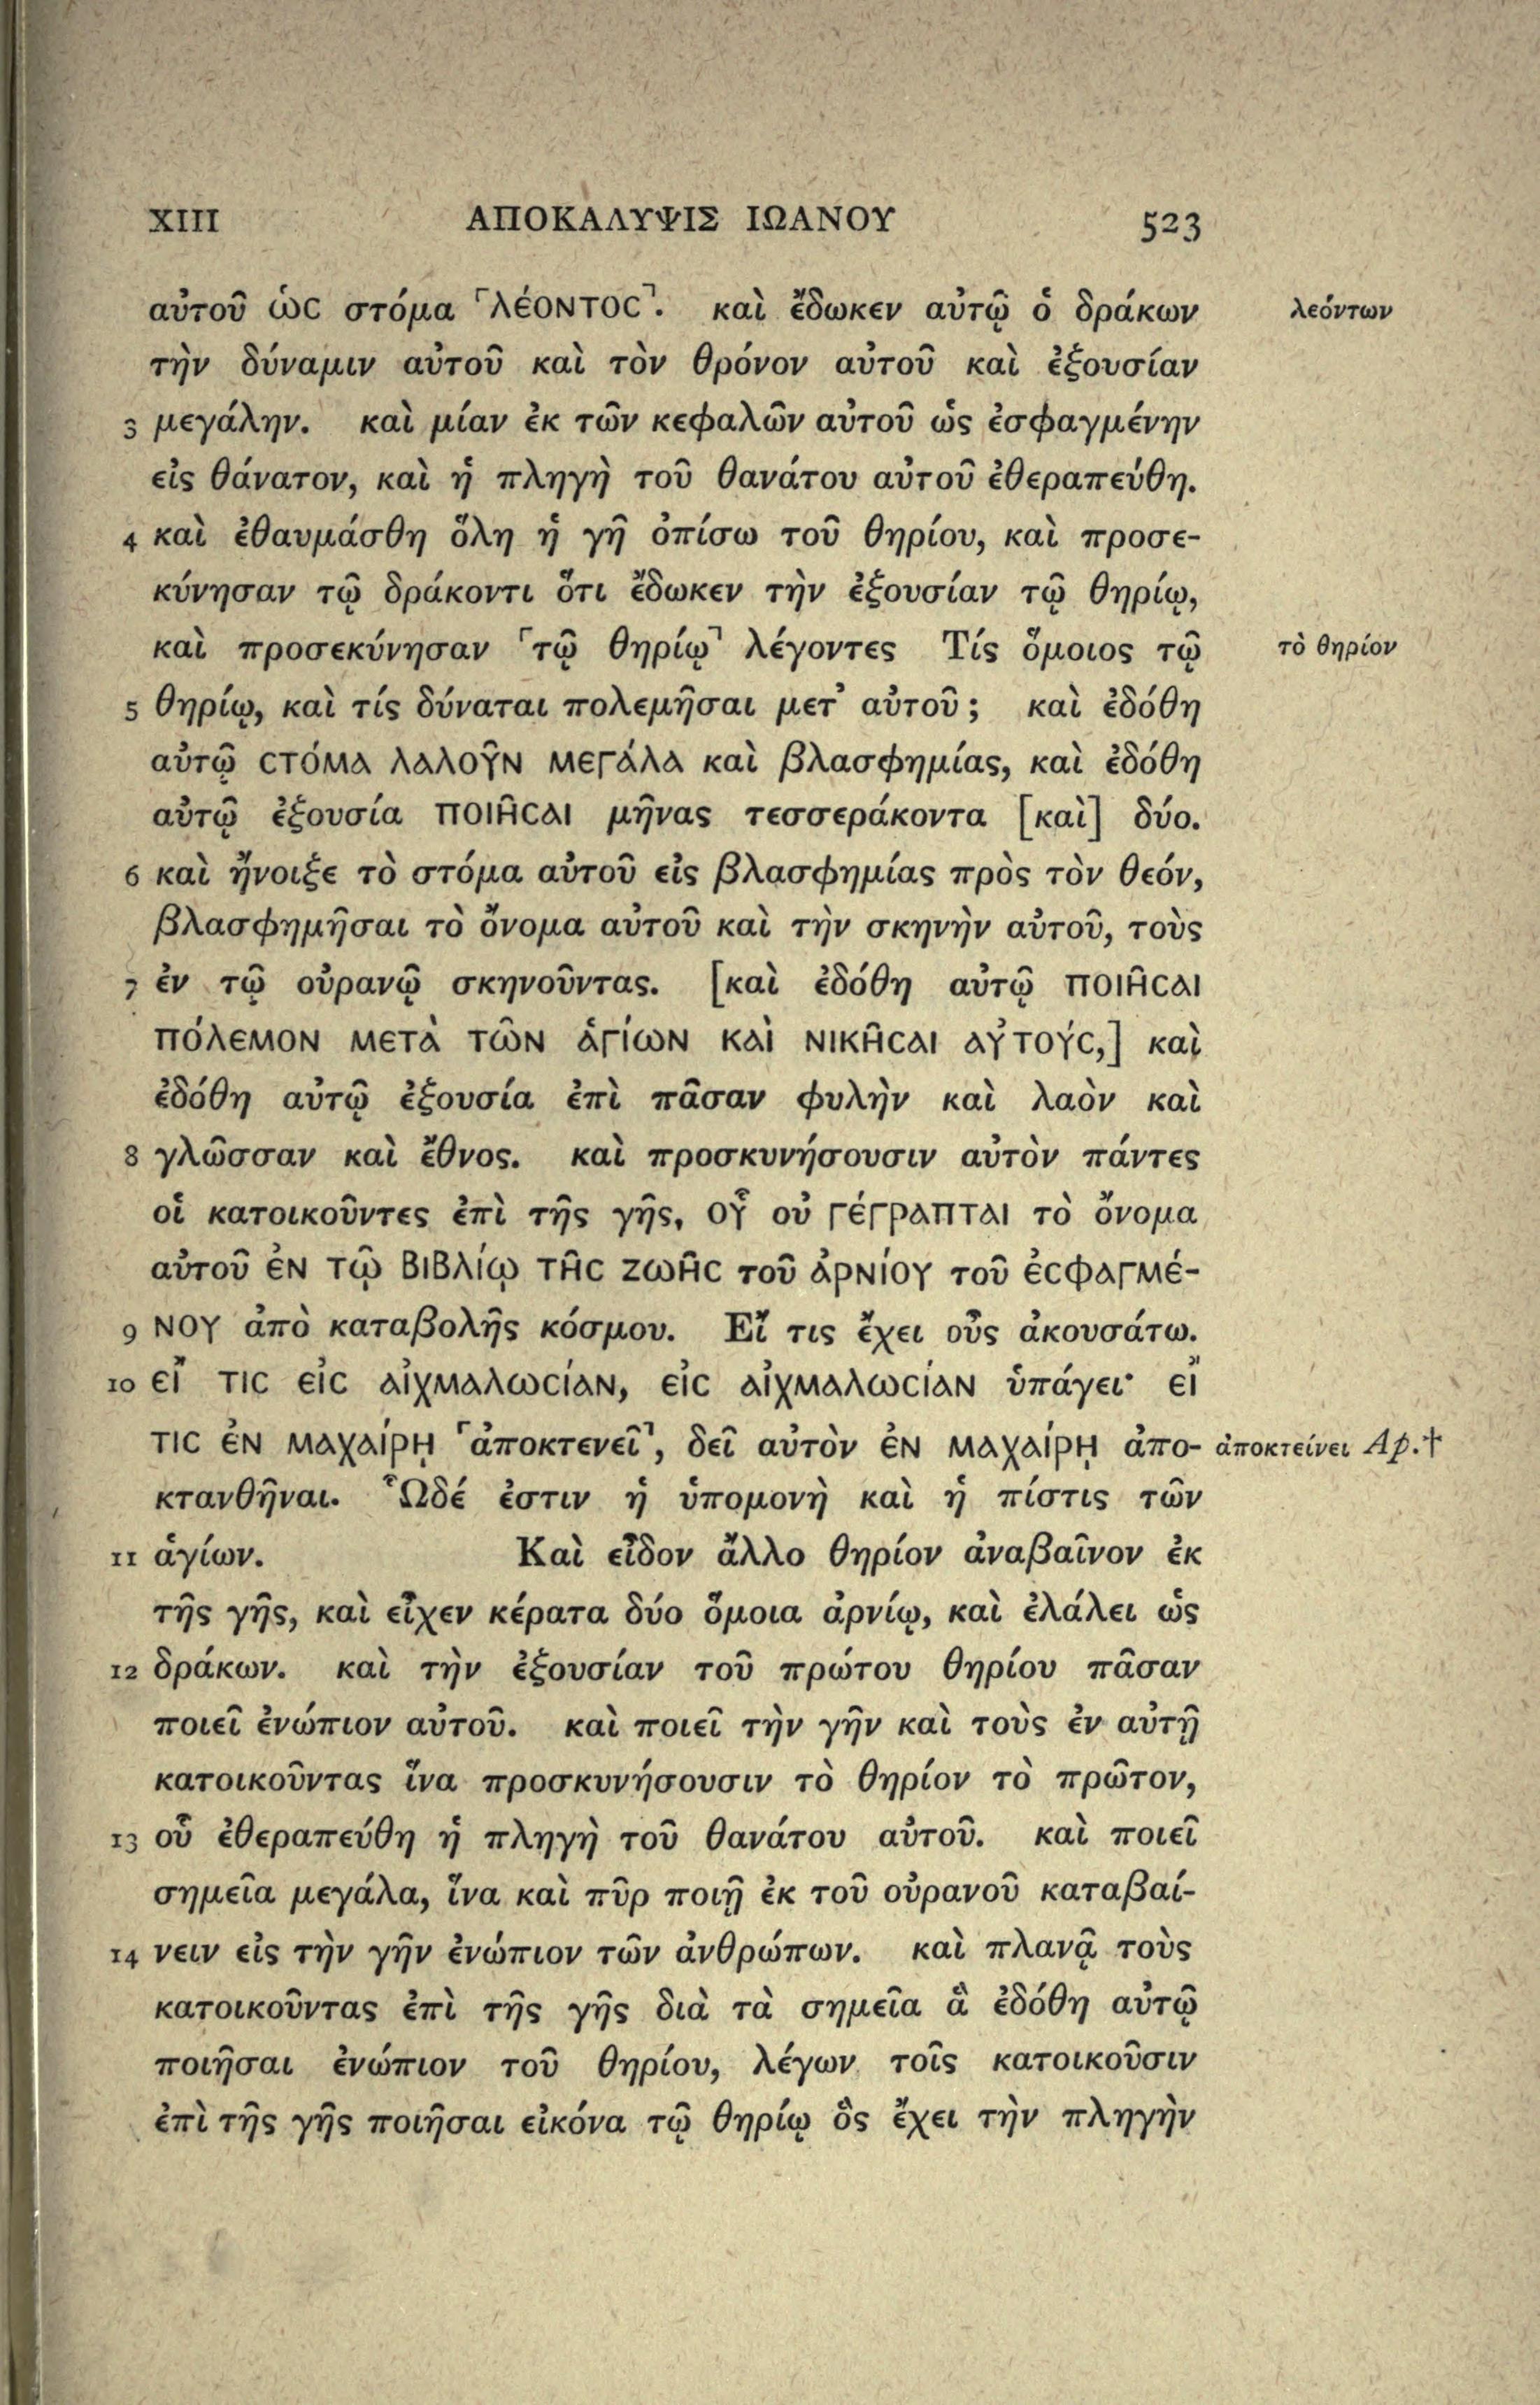 XIII ΑΠΟΚΑΛΥΨΙΣ ΙΩΑΝΟΥ 523
αὐτοῦ ὡς στόμα ⸀λέοντος⸃. καὶ ἔδωκεν αὐτῷ ὁ δράκων λεόντων
τὴν δύναμιν αὐτοῦ καὶ τὸν θρόνον αὐτοῦ καὶ ἐξουσίαν
3 μεγάλην. καὶ μίαν ἐκ τῶν κεφαλῶν αὐτοῦ ὡς ἐσφαγμένην
εἰς θάνατον, καὶ ἡ πληγὴ τοῦ θανάτου αὐτοῦ ἐθεραπεύθη.
4 καὶ ἐθαυμάσθη ὅλη ἡ γῆ ὀπίσω τοῦ θηρίου, καὶ προσε-
κύνησαν τῷ δράκοντι ὅτι ἔδωκεν τὴν ἐξουσίαν τῷ θηρίῳ,
καὶ προσεκύνησαν ⸂τῷ θηρίῳ⸃ λέγοντες Τίς ὅμοιος τῷ τὸ θηρίον
5 θηρίῳ, καὶ τίς δύναται πολεμῆσαι μετ᾽ αὐτοῦ; καὶ ἐδόθη
αὐτῷ στόμα λαλοῦν μεγάλα καὶ βλασφημίας, καὶ ἐδόθη
αὐτῷ ἐξουσία ποιῆσαι μῆνας τεσσεράκοντα [καὶ] δύο.
6 καὶ ἤνοιξε τὸ στόμα αὐτοῦ εἰς βλασφημίας πρὸς τὸν θεόν,
βλασφημῆσαι τὸ ὄνομα αὐτοῦ καὶ τὴν σκηνὴν αὐτοῦ, τοὺς
7 ἐν τῷ οὐρανῷ σκηνοῦντας. [καὶ ἐδόθη αὐτῷ ποιῆσαι
πόλεμον μετὰ τῶν ἁγίων καὶ νικῆσαι αὐτούς,] καὶ
ἐδόθη αὐτῷ ἐξουσία ἐπὶ πᾶσαν φυλὴν καὶ λαὸν καὶ
8 γλῶσσαν καὶ ἔθνος. καὶ προσκυνήσουσιν αὐτὸν πάντες
οἱ κατοικοῦντες ἐπὶ τῆς γῆς, οὗ οὐ γέγραπται τὸ ὄνομα
αὐτοῦ ἐν τῷ βιβλίῳ τῆς ζωῆς τοῦ ἀρνίου τοῦ ἐσφαγμέ-
9 νου ἀπὸ καταβολῆς κόσμου. Εἴ τις ἔχει οὖς ἀκουσάτω.
10 εἴ τις εἰς αἰχμαλωσίαν, εἰς αἰχμαλωσίαν ὑπάγει· εἴ
τις ἐν μαχαίρῃ ⸀ἀποκτενεῖ⸃, δεῖ αὐτὸν ἐν μαχαίρῃ ἀπο- ἀποκτείνει Ap.†
κτανθῆναι. Ὧδέ ἐστιν ἡ ὑπομονὴ καὶ ἡ πίστις τῶν
11 ἁγίων. Καὶ εἶδον ἄλλο θηρίον ἀναβαῖνον ἐκ
τῆς γῆς, καὶ εἶχεν κέρατα δύο ὅμοια ἀρνίῳ, καὶ ἐλάλει ὡς
12 δράκων. καὶ τὴν ἐξουσίαν τοῦ πρώτου θηρίου πᾶσαν
ποιεῖ ἐνώπιον αὐτοῦ. καὶ ποιεῖ τὴν γῆν καὶ τοὺς ἐν αὐτῇ
κατοικοῦντας ἵνα προσκυνήσουσιν τὸ θηρίον τὸ πρῶτον,
13 οὗ ἐθεραπεύθη ἡ πληγὴ τοῦ θανάτου αὐτοῦ. καὶ ποιεῖ
σημεῖα μεγάλα, ἵνα καὶ πῦρ ποιῇ ἐκ τοῦ οὐρανοῦ καταβαί-
14 νειν εἰς τὴν γῆν ἐνώπιον τῶν ἀνθρώπων. καὶ πλανᾷ τοὺς
κατοικοῦντας ἐπὶ τῆς γῆς διὰ τὰ σημεῖα ἃ ἐδόθη αὐτῷ
ποιῆσαι ἐνώπιον τοῦ θηρίου, λέγων τοῖς κατοικοῦσιν
ἐπὶ τῆς γῆς ποιῆσαι εἰκόνα τῷ θηρίῳ ὃς ἔχει τὴν πληγὴν